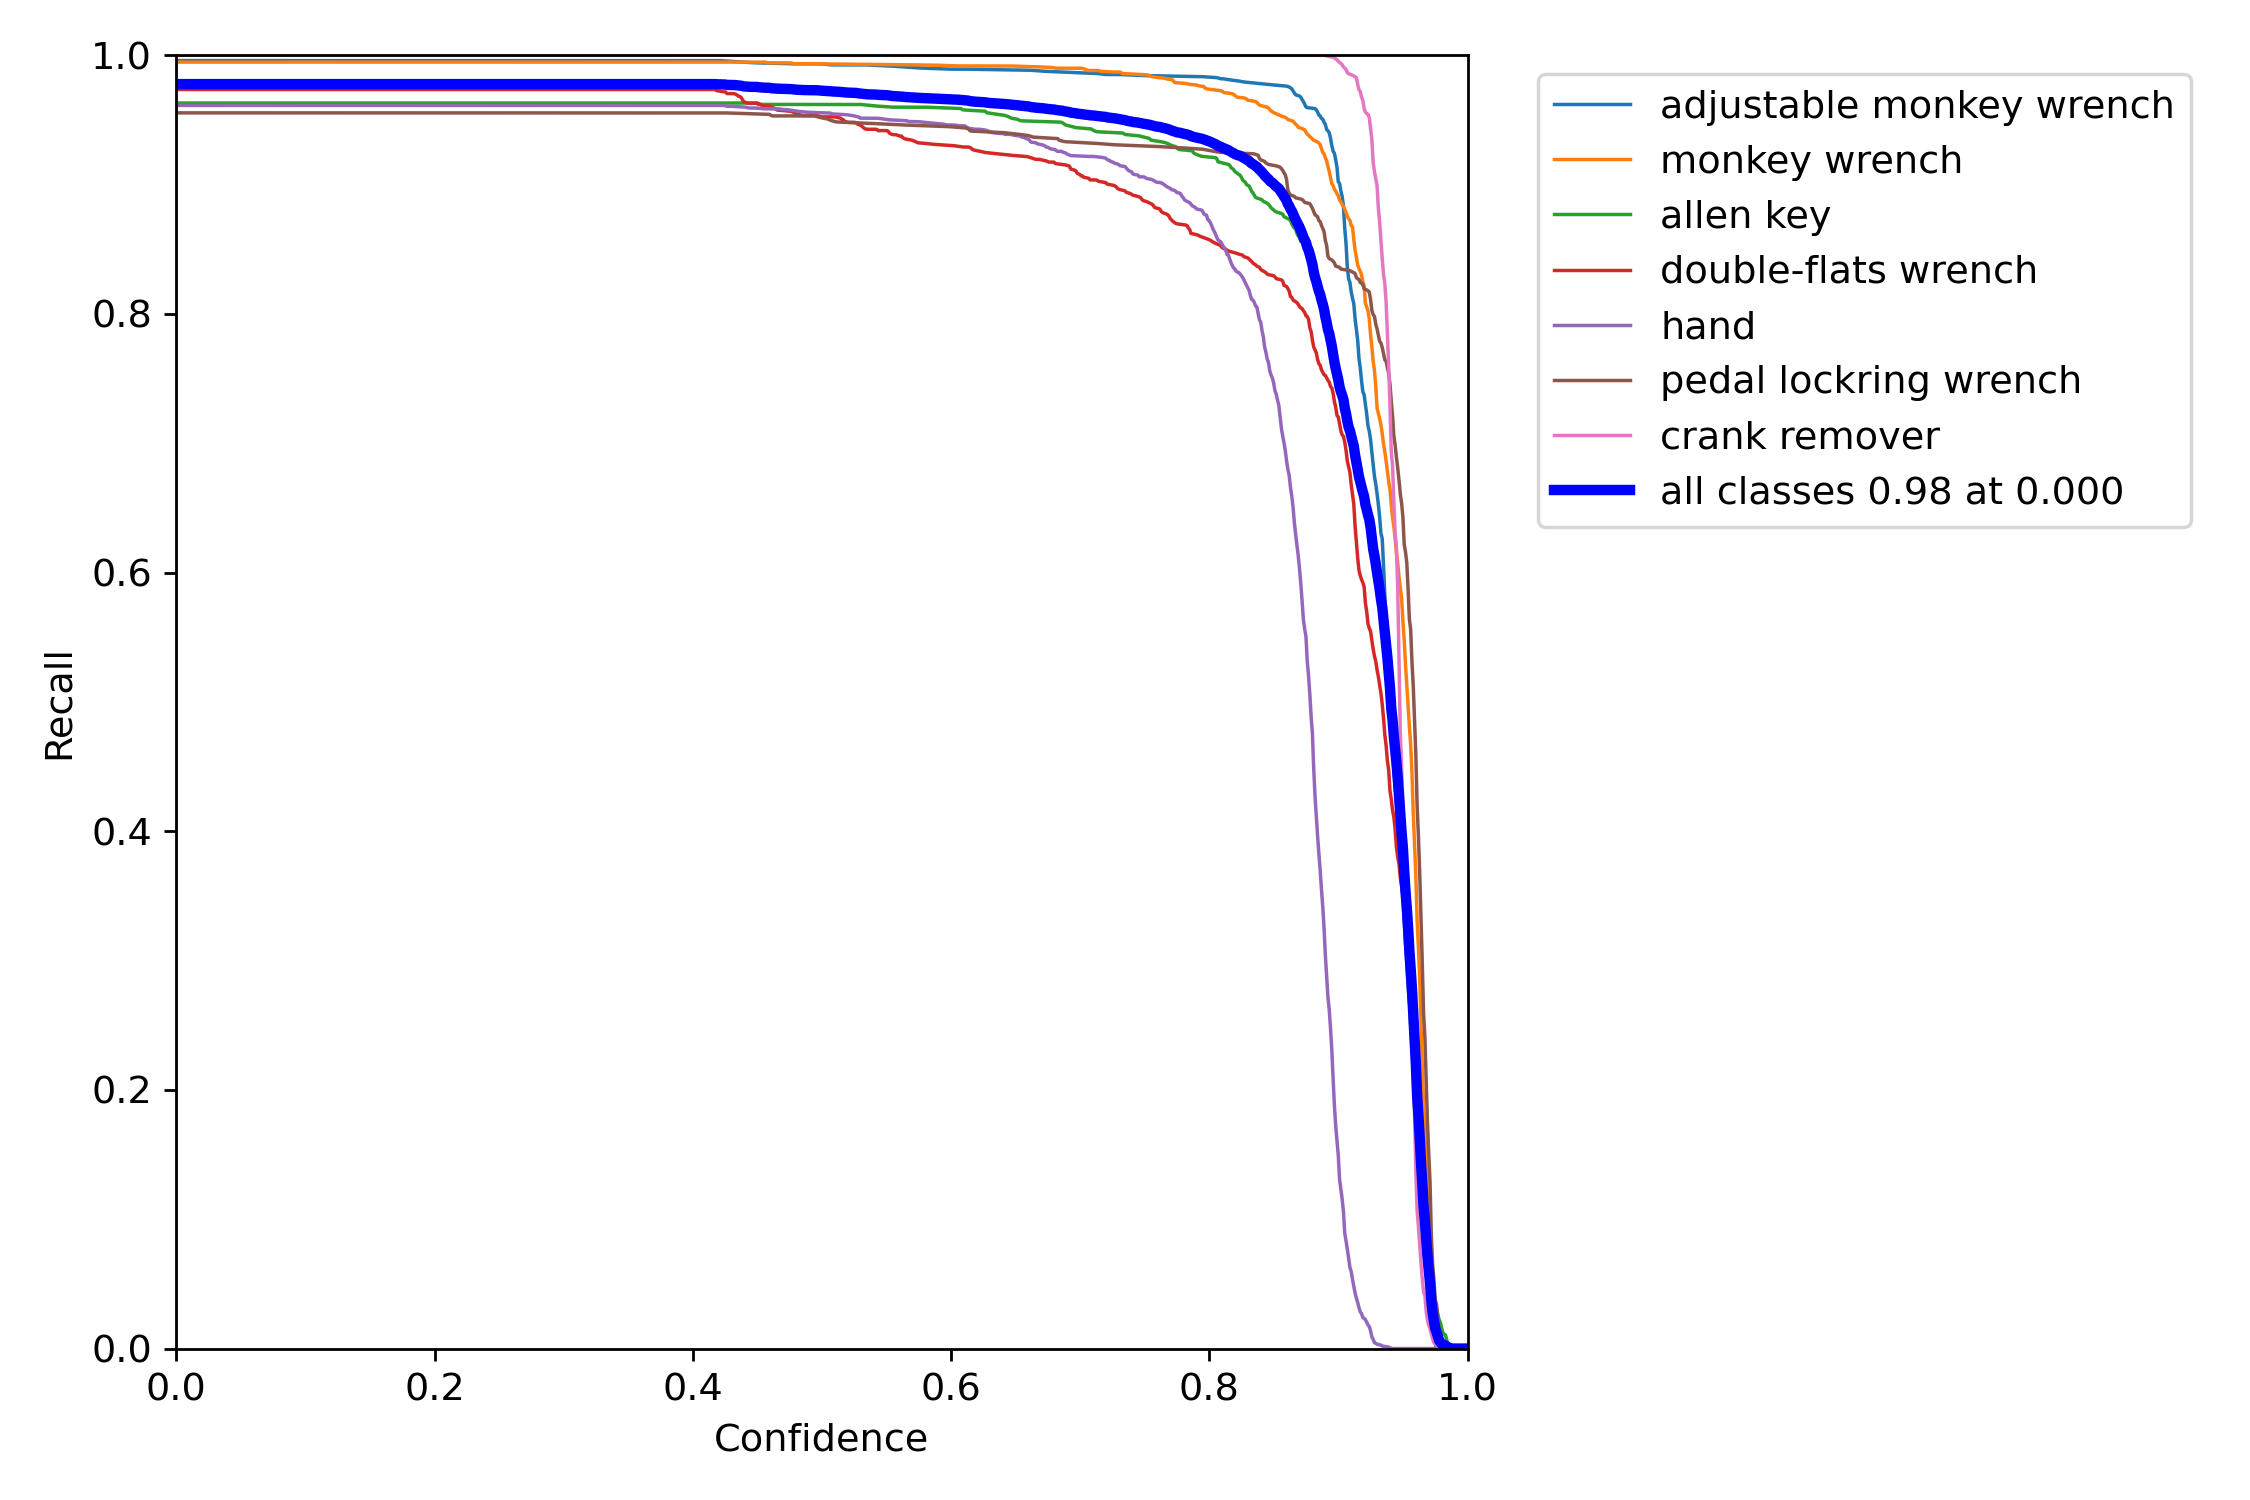 1.0
0.8
0.6
0.4
0.2
0.0
0.0 0.2 0.4 0.6 0.8 1.0
Recall
Confidence
adjustable monkey wrench
monkey wrench
allen key
double-flats wrench
hand
pedal lockring wrench
crank remover
all classes 0.98 at 0.000